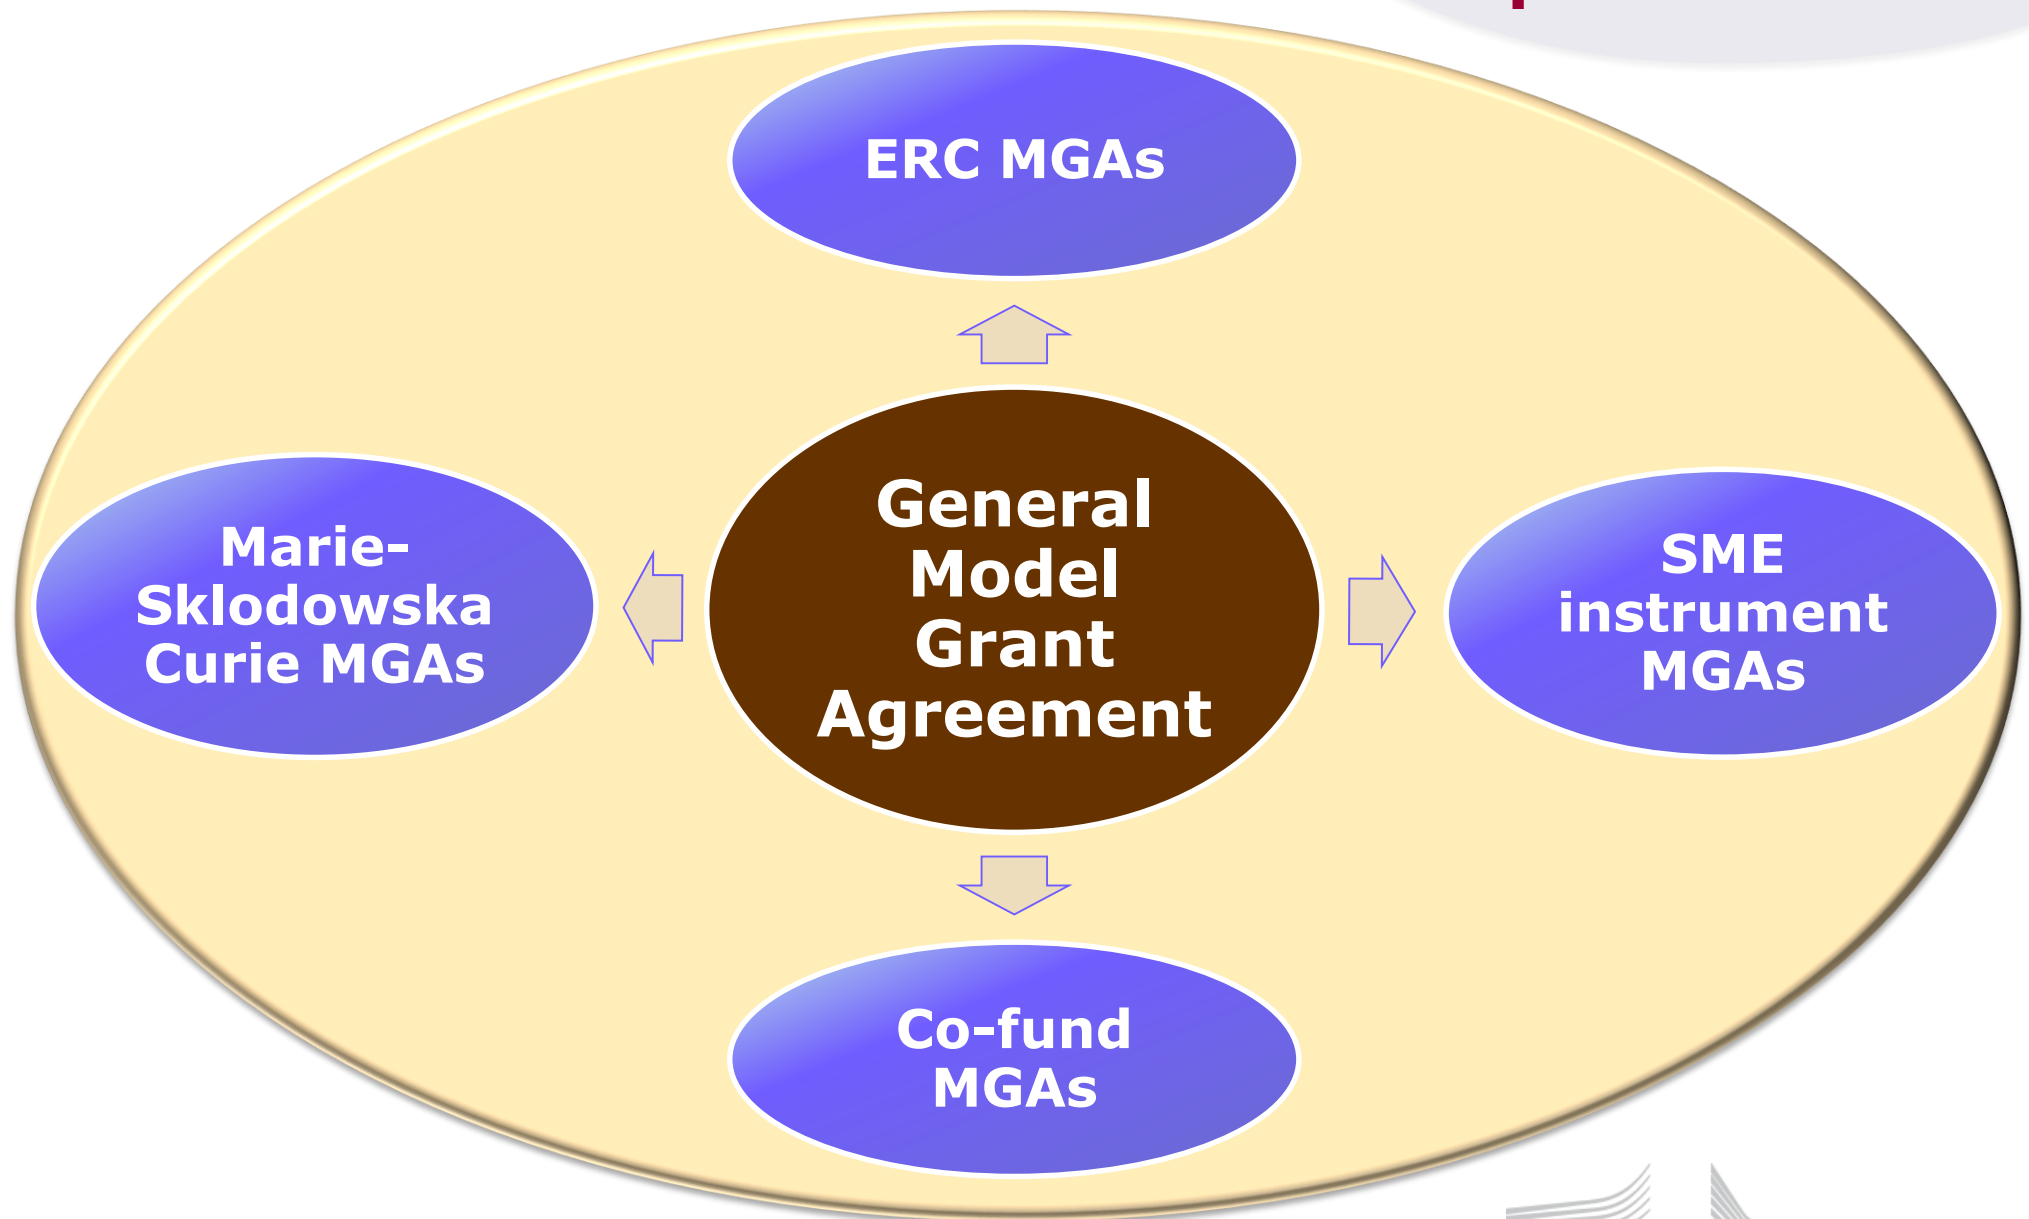 ERC MGAs
Marie-
Sklodowska
Curie MGAs
General
Model
Grant
Agreement
SME
instrument
MGAs
Co-fund
MGAs